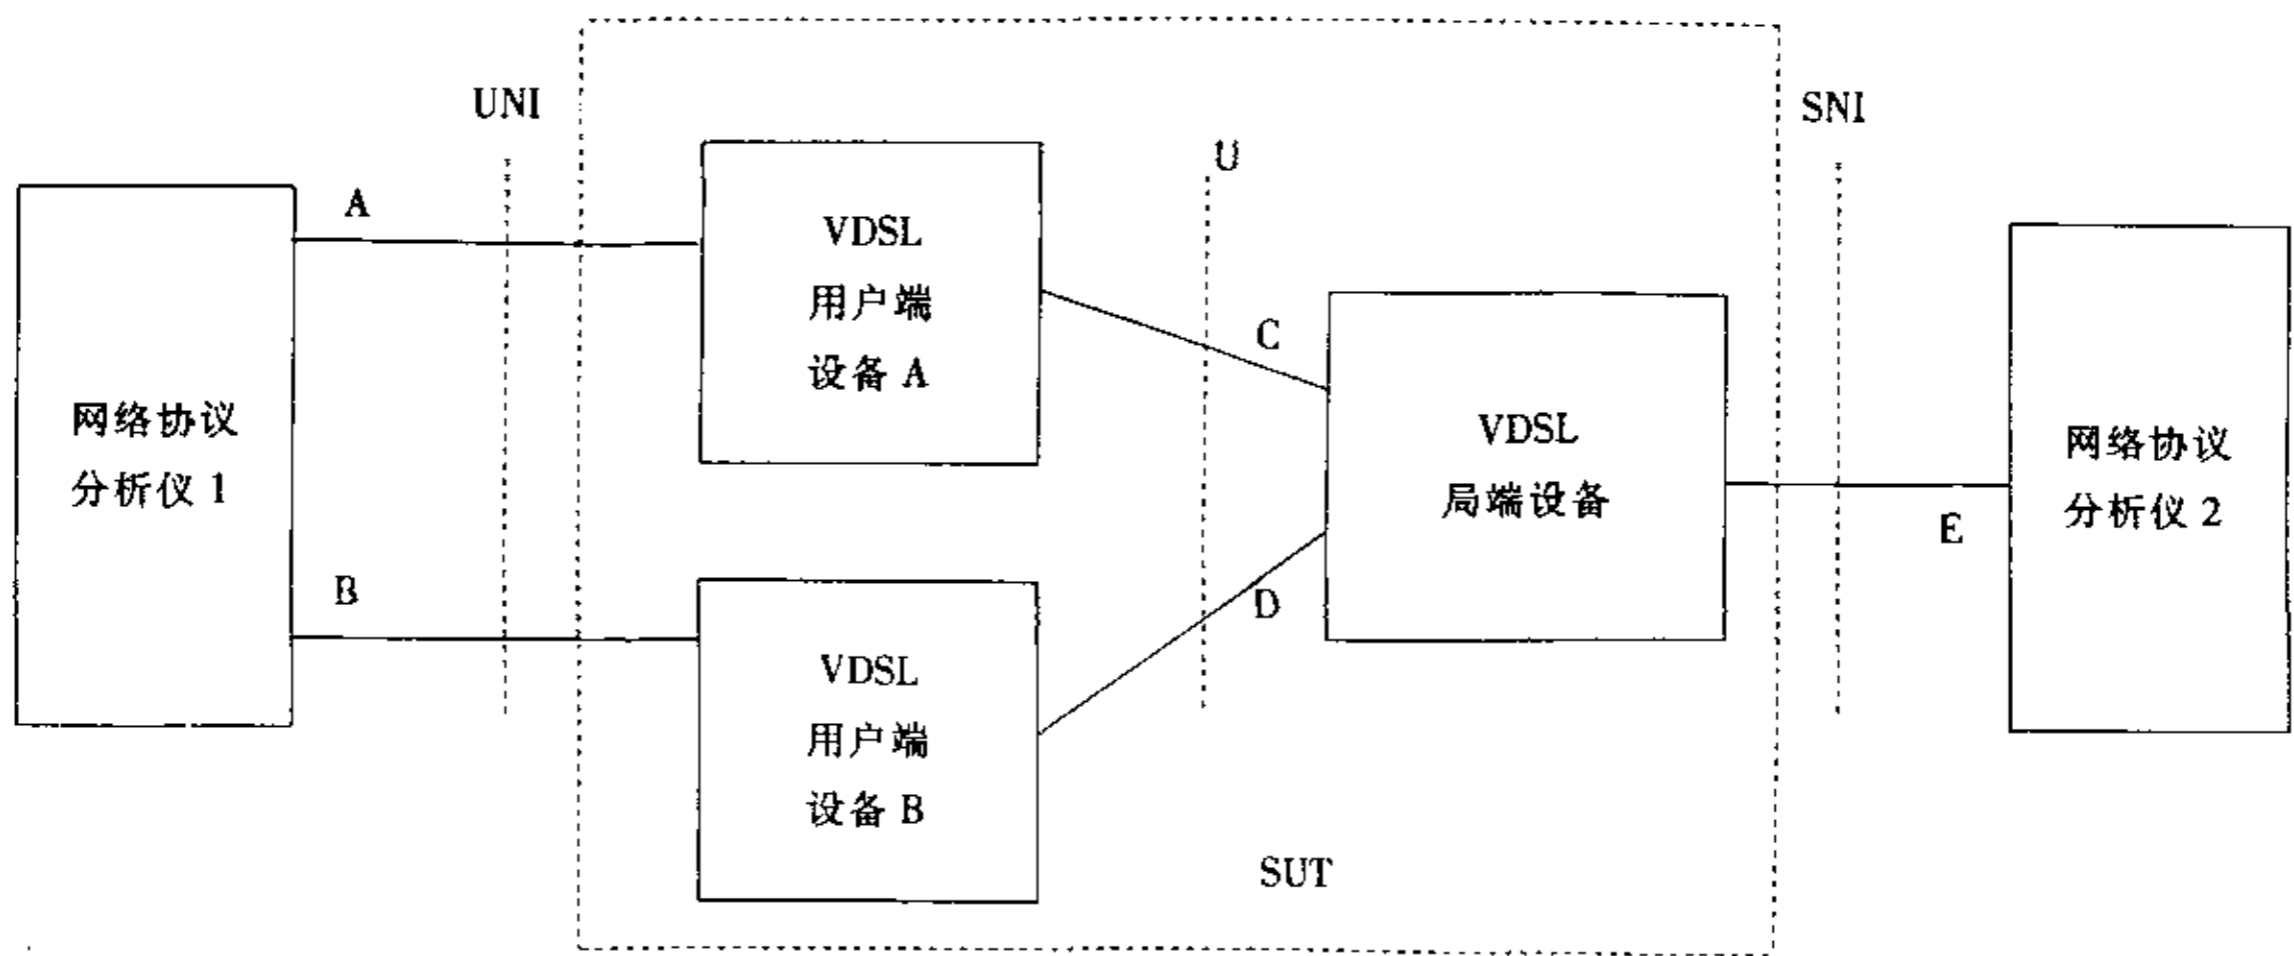 UNI
SNI
U
A
VDSL
用户端
设备 A
C
网络协议
分析仪 1
VDSL
局端设备
网络协议
分析仪 2
E
B
D
VDSL
用户端
设备 B
SUT